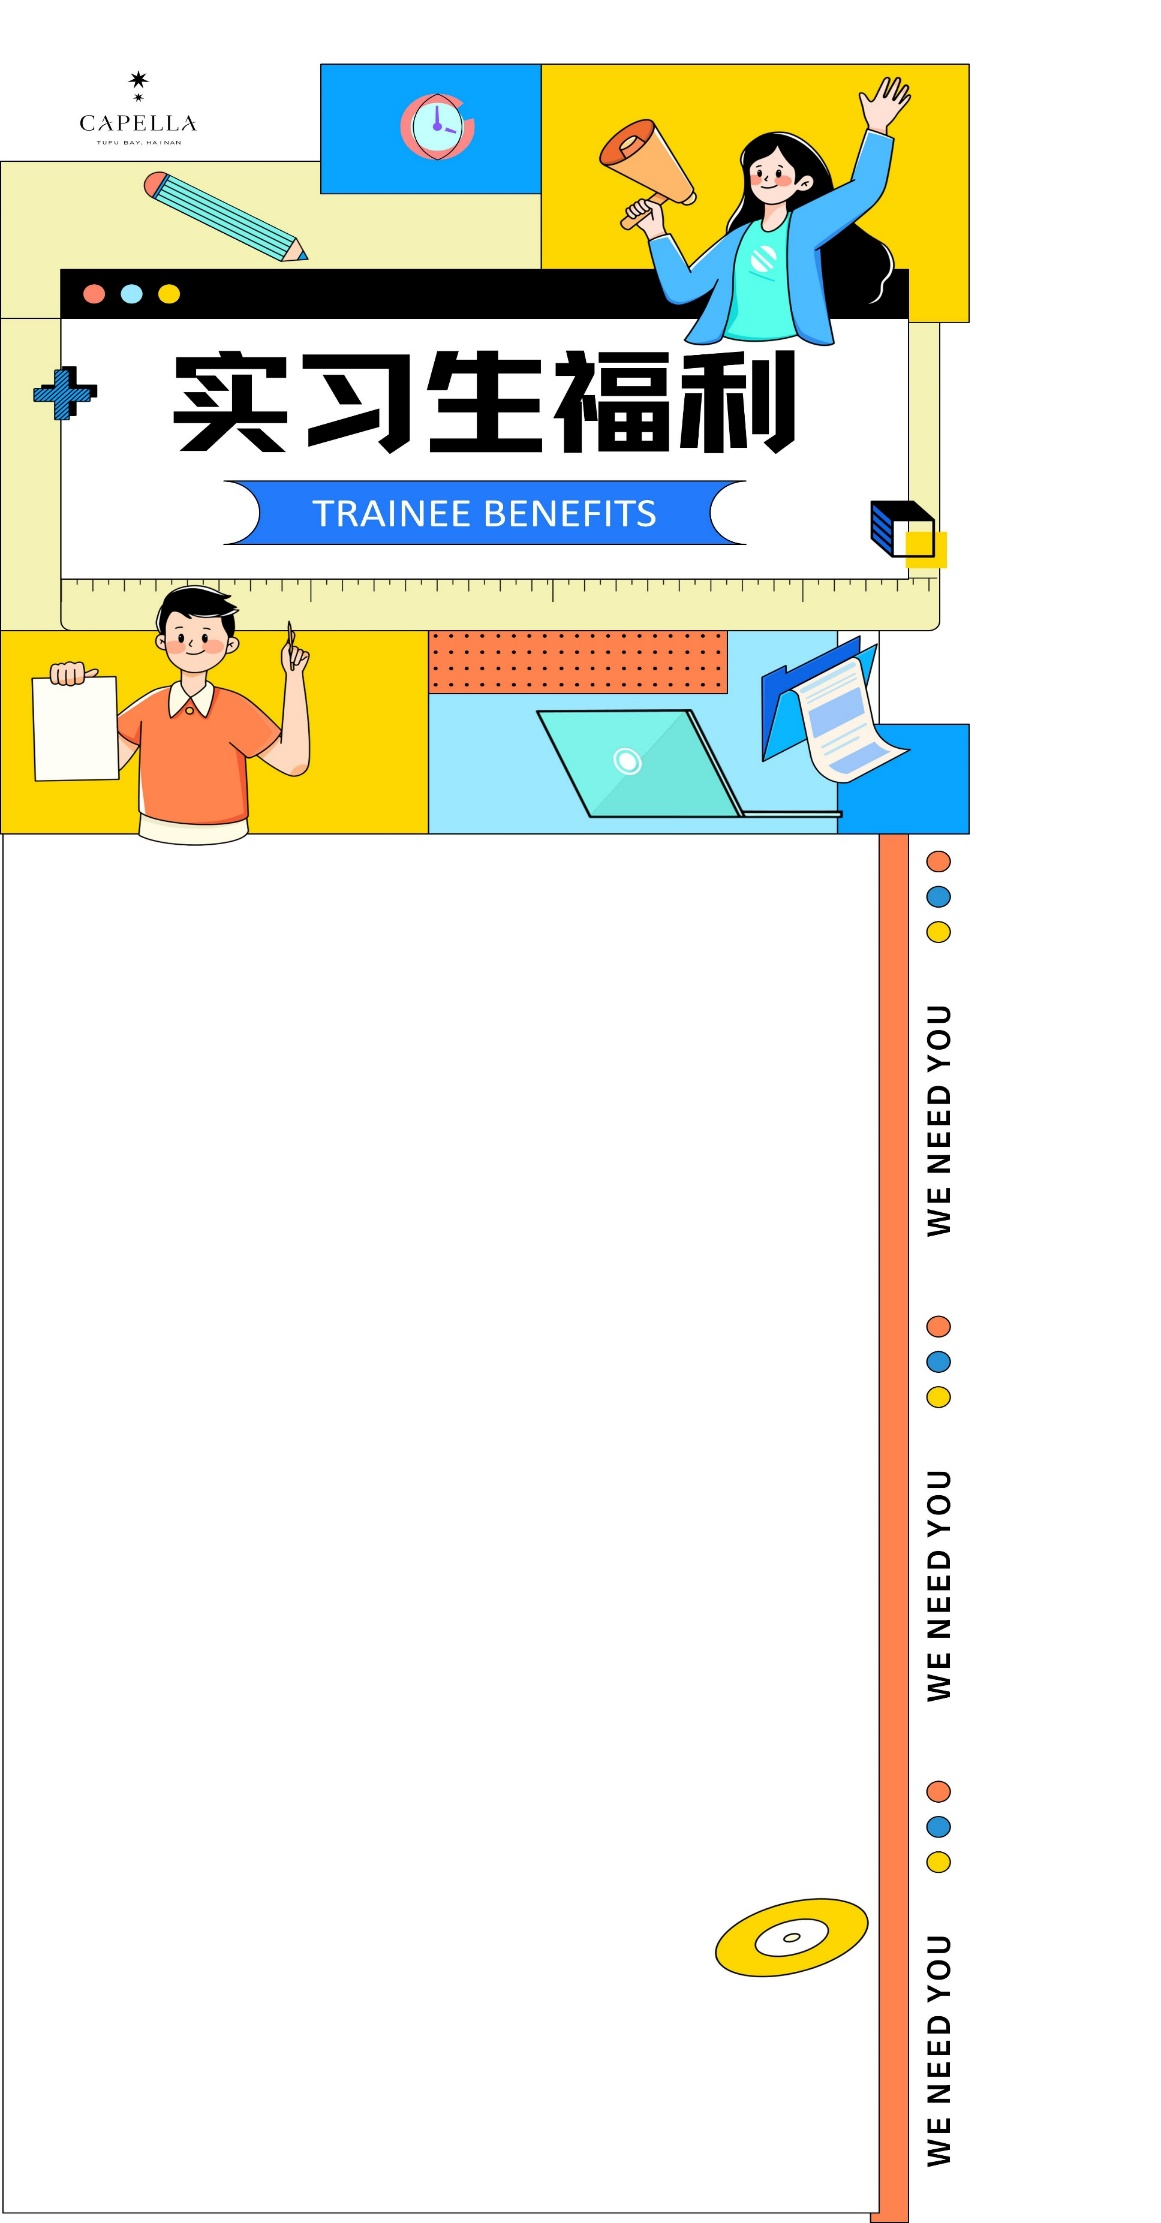 CAPELLA
TUFU BAY, HAINAN
实习生福利
TRAINEE BENEFITS
WE NEED YOU
WE NEED YOU
WE NEED YOU